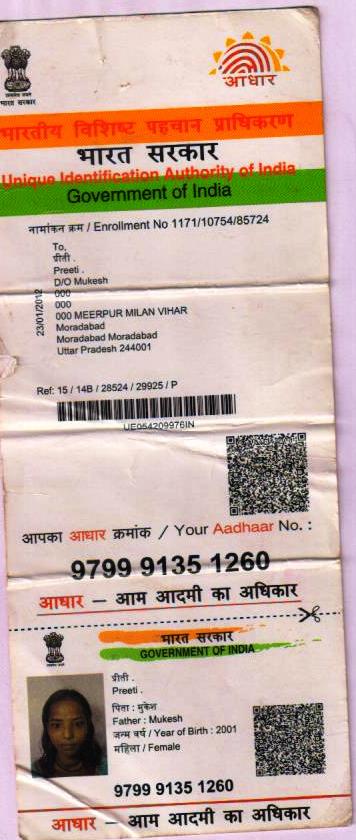 भारत सरकार
आधार
भारतीय विशिष्ट पहचान प्राधिकरण
भारत सरकार
Unique Identification Authority of India
Government of India
नामांकन क्रम / Enrollment No 1171/10754/85724
To,
प्रीती .
Preeti .
D/O Mukesh
000
000
000 MEERPUR MILAN VIHAR
Moradabad
Moradabad Moradabad
Uttar Pradesh 244001
23/01/2012
Ref: 15 / 14B / 28524 / 29925 / P
UE054209976IN
आपका आधार क्रमांक / Your Aadhaar No. :
9799 9135 1260
आधार – आम आदमी का अधिकार
भारत सरकार
GOVERNMENT OF INDIA
प्रीती .
Preeti .
पिता : मुकेश
Father : Mukesh
जन्म वर्ष / Year of Birth : 2001
महिला / Female
9799 9135 1260
आधार – आम आदमी का अधिकार